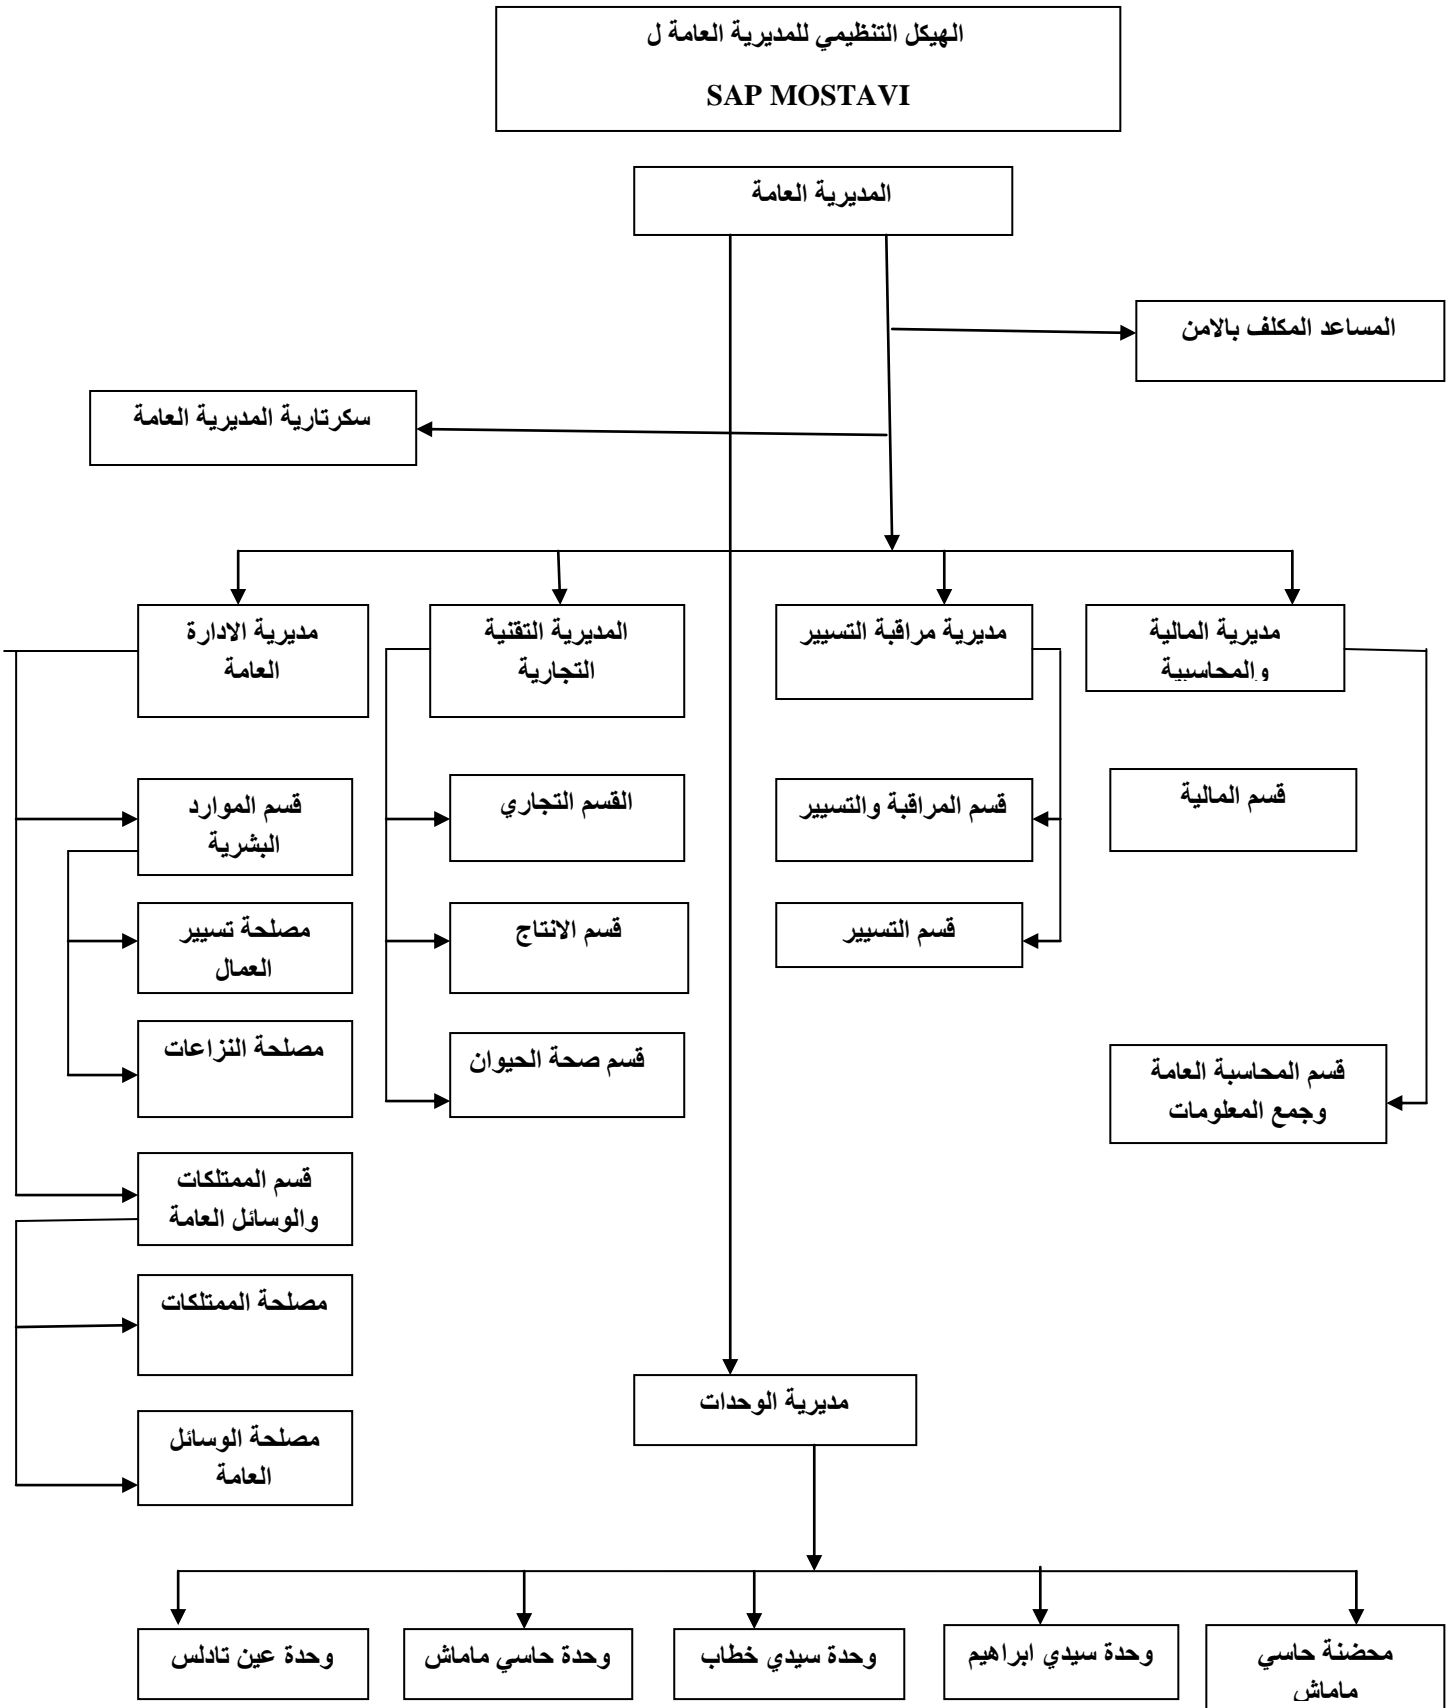 الهيكل التنظيمي للمديرية العامة ل
SAP MOSTAVI
المديرية العامة
المساعد المكلف بالامن
سكرتارية المديرية العامة
مديرية المالية
والمحاسبية
مديرية مراقبة التسيير
المديرية التقنية
التجارية
مديرية الادارة
العامة
قسم المالية
قسم المراقبة والتسيير
القسم التجاري
قسم الموارد
البشرية
قسم التسيير
قسم الانتاج
مصلحة تسيير
العمال
قسم المحاسبة العامة
وجمع المعلومات
قسم صحة الحيوان
مصلحة النزاعات
قسم الممتلكات
والوسائل العامة
مصلحة الممتلكات
مديرية الوحدات
مصلحة الوسائل
العامة
محضنة حاسي
ماماش
وحدة سيدي ابراهيم
وحدة سيدي خطاب
وحدة حاسي ماماش
وحدة عين تادلس